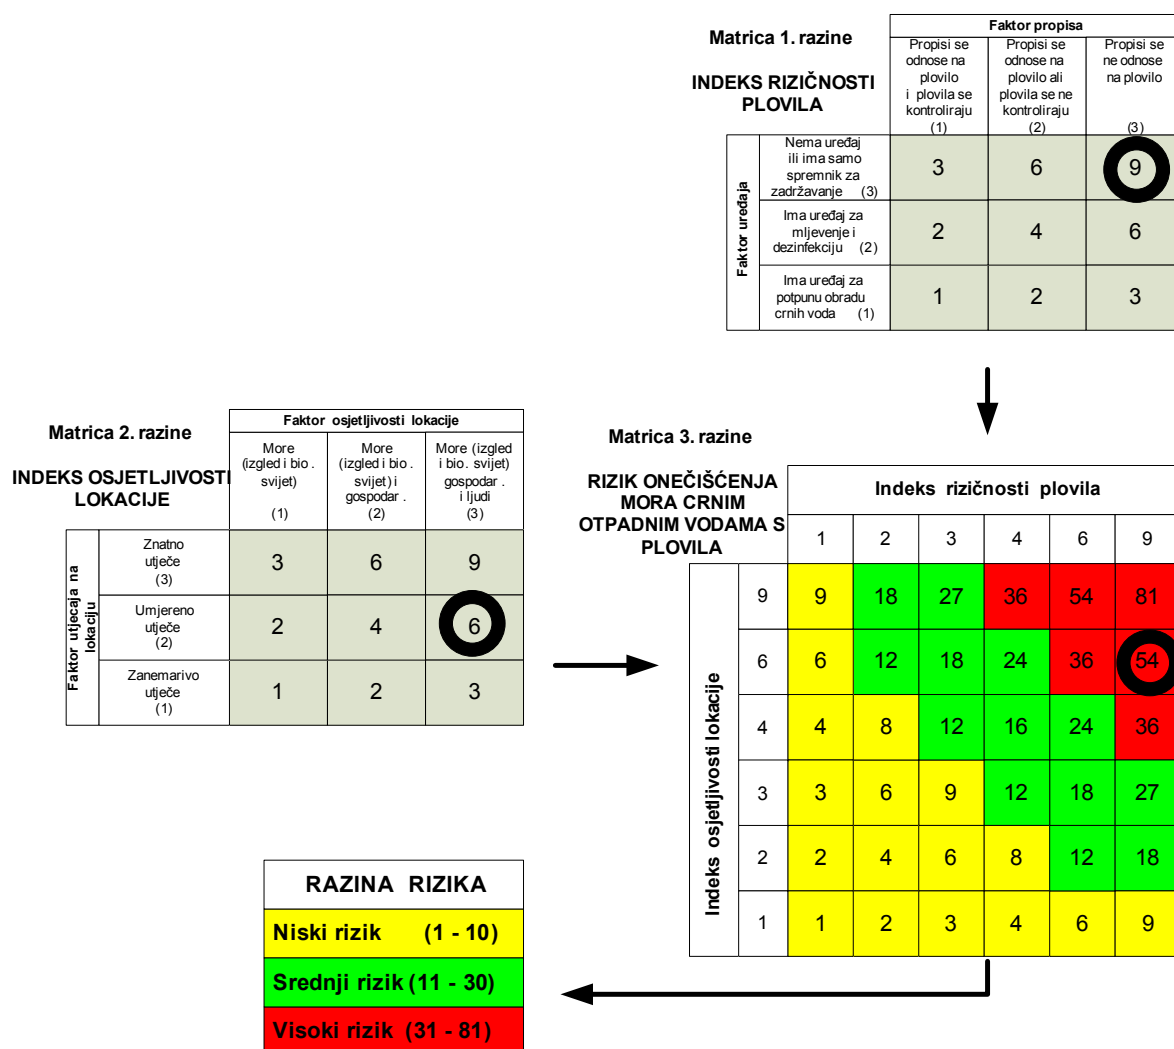 Matrica 1. razine
INDEKS RIZIČNOSTI
PLOVILA
Faktor propisa
Propisi se
odnose na
plovilo
i plovila se
kontroliraju
(1)
Propisi se
odnose na
plovilo ali
plovila se ne
kontroliraju
(2)
Propisi se
ne odnose
na plovilo
(3)
Faktor uređaja
Nema uređaj
ili ima samo
spremnik za
zadržavanje (3)
3 6 9
Ima uređaj za
mljevenje i
dezinfekciju (2)
2 4 6
Ima uređaj za
potpunu obradu
crnih voda (1)
1 2 3
Matrica 2. razine
INDEKS OSJETLJIVOSTI
LOKACIJE
Faktor osjetljivosti lokacije
More
(izgled i bio.
svijet)
(1)
More
(izgled i bio.
svijet) i
gospodar.
(2)
More (izgled
i bio. svijet)
gospodar.
i ljudi
(3)
Faktor utjecaja na
lokaciju
Znatno
utječe
(3)
3 6 9
Umjereno
utječe
(2)
2 4 6
Zanemarivo
utječe
(1)
1 2 3
Matrica 3. razine
RIZIK ONEČIŠĆENJA
MORA CRNIM
OTPADNIM VODAMA S
PLOVILA
Indeks rizičnosti plovila
1 2 3 4 6 9
Indeks osjetljivosti lokacije
9 9 18 27 36 54 81
6 6 12 18 24 36 54
4 4 8 12 16 24 36
3 3 6 9 12 18 27
2 2 4 6 8 12 18
1 1 2 3 4 6 9
RAZINA RIZIKA
Niski rizik (1 - 10)
Srednji rizik (11 - 30)
Visoki rizik (31 - 81)